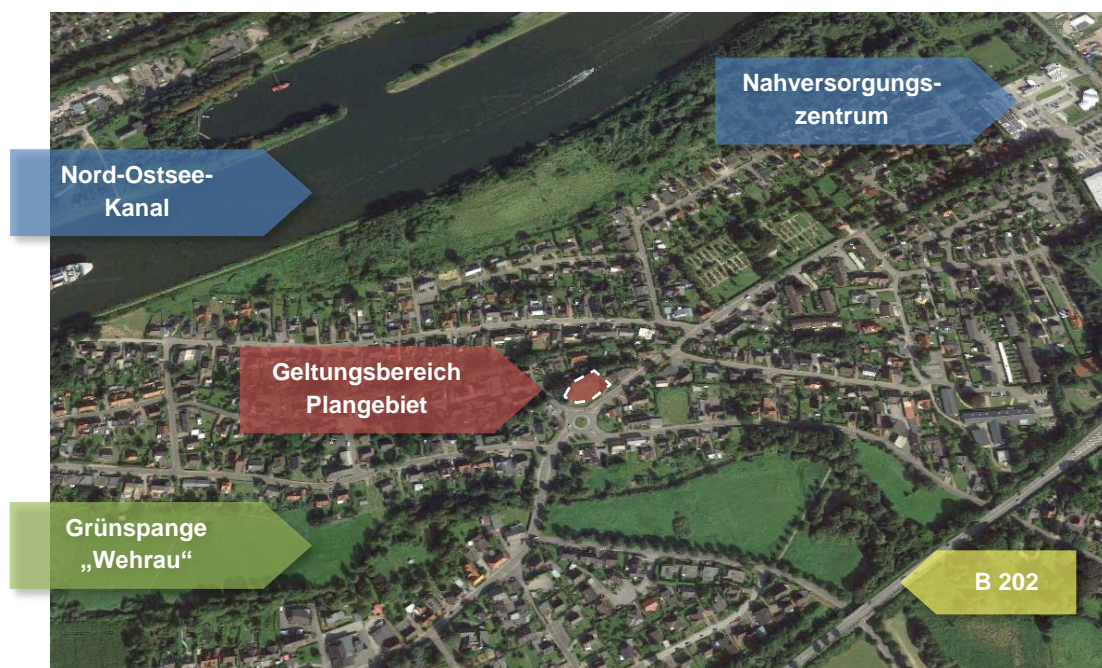 Nahversorgungs-
zentrum
Nord-Ostsee-
Kanal
Geltungsbereich
Plangebiet
Grünspange
„Wehrau“
B 202